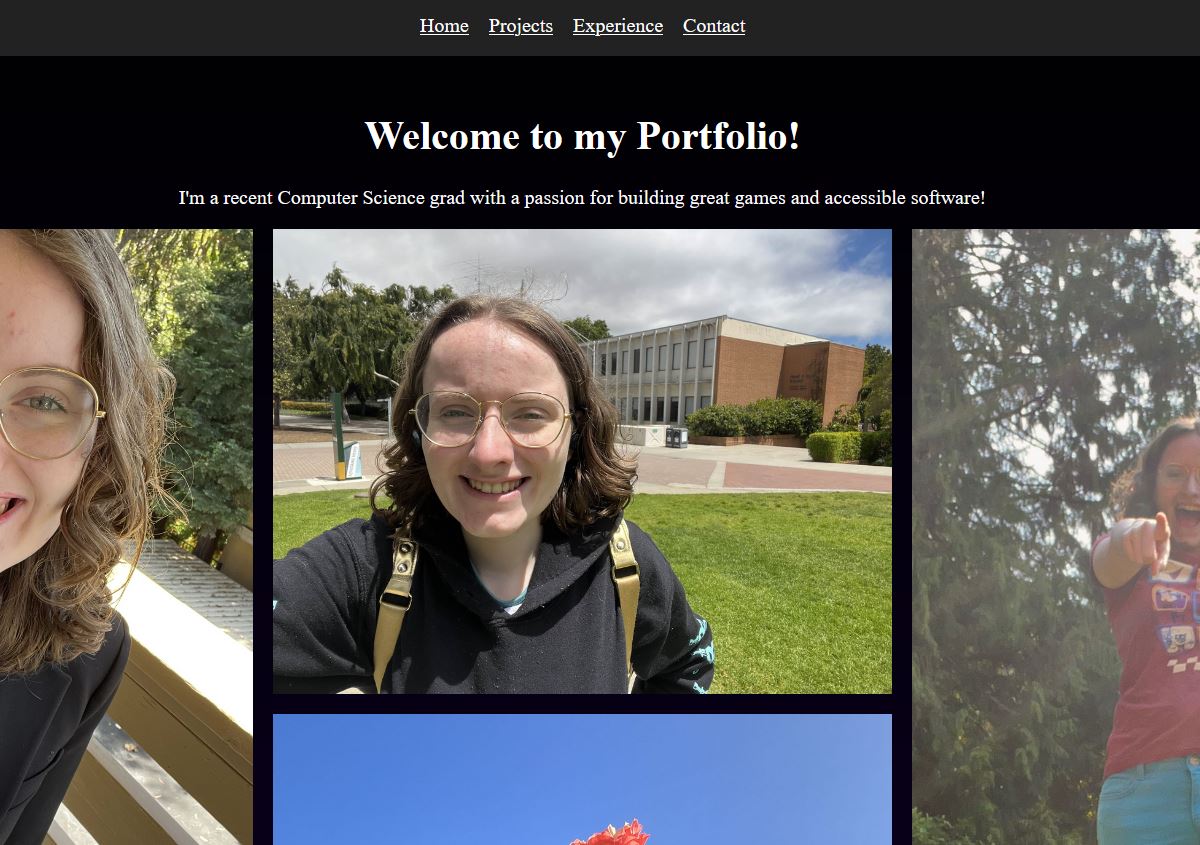 Home Projects Experience Contact
Welcome to my Portfolio!
I'm a recent Computer Science grad with a passion for building great games and accessible software!